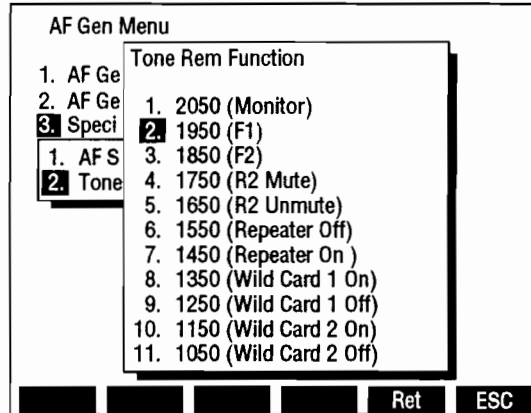 AF Gen Menu
1. AF Ge
2. AF Ge
3. Speci
1. AF S
2. Tone
Tone Rem Function
1. 2050 (Monitor)
2. 1950 (F1)
3. 1850 (F2)
4. 1750 (R2 Mute)
5. 1650 (R2 Unmute)
6. 1550 (Repeater Off)
7. 1450 (Repeater On )
8. 1350 (Wild Card 1 On)
9. 1250 (Wild Card 1 Off)
10. 1150 (Wild Card 2 On)
11. 1050 (Wild Card 2 Off)
Ret ESC